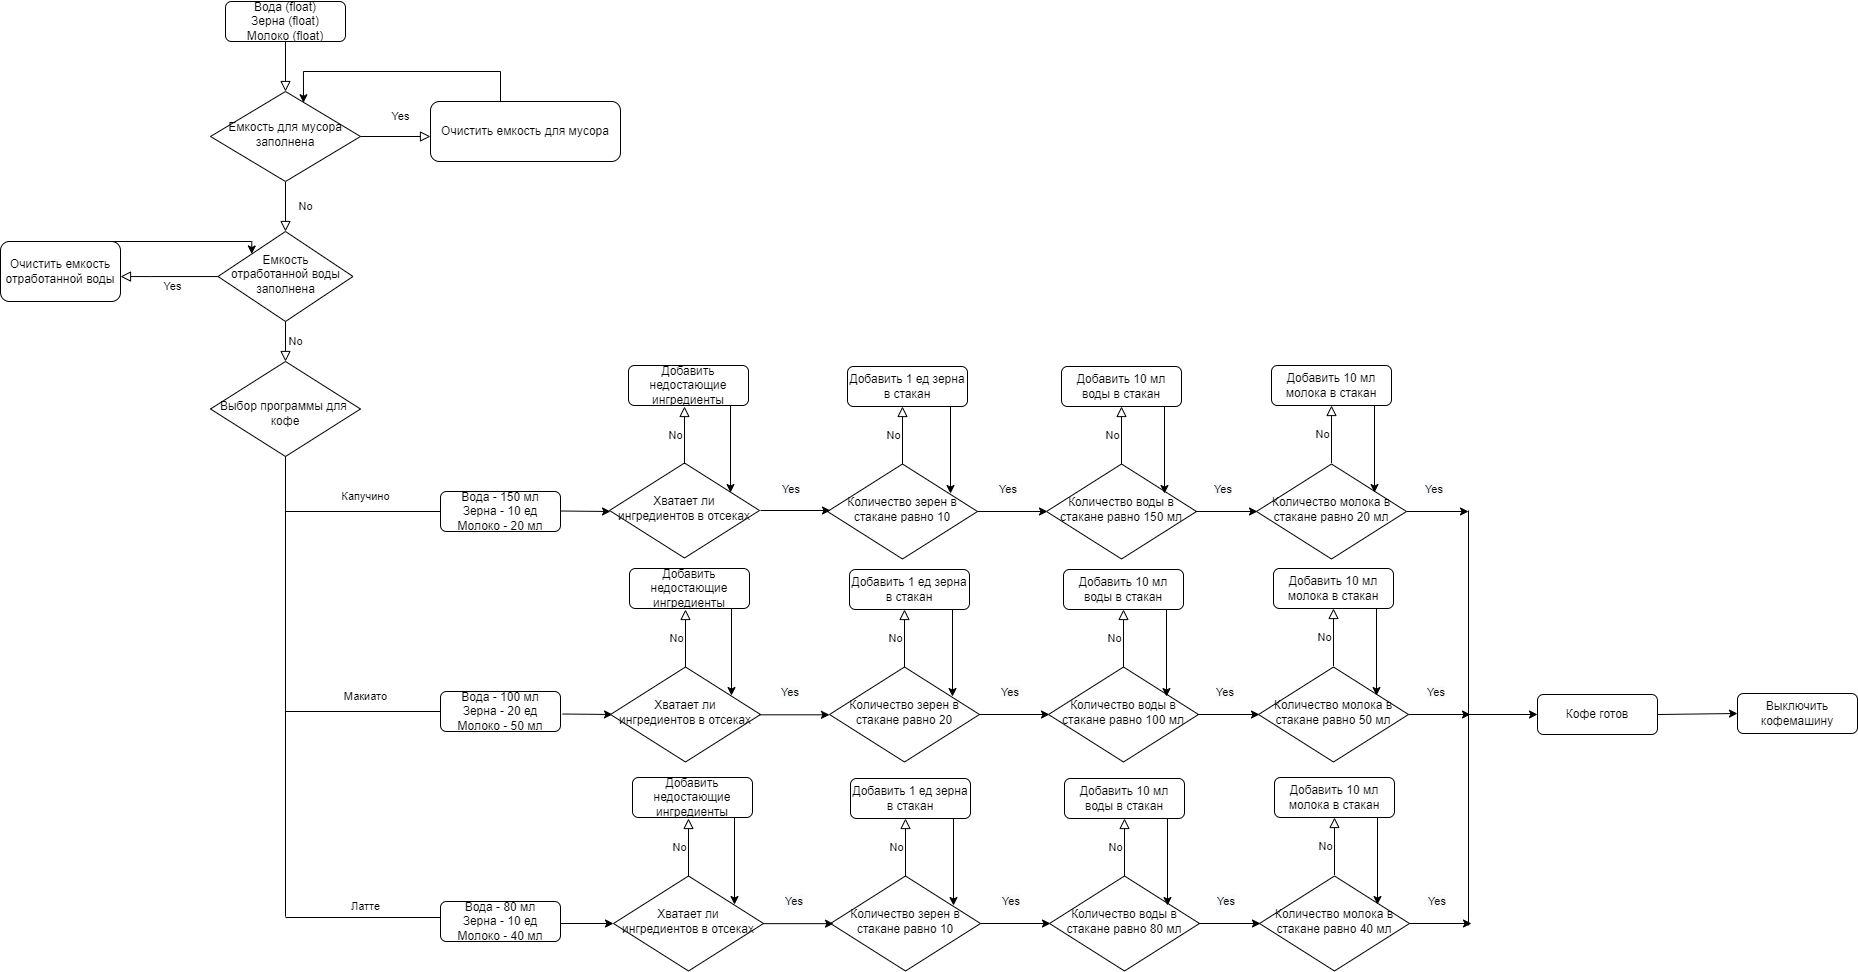 Вода (float)
Зерна (float)
Молоко (float)
Емкость для мусора
заполнена
Yes
Очистить емкость для мусора
No
Емкость
отработанной воды
заполнена
Очистить емкость
отработанной воды
Yes
No
Выбор программы для
кофе
Капучино
Вода - 150 мл
Зерна - 10 ед
Молоко - 20 мл
Добавить
недостающие
ингредиенты
No
Хватает ли
ингредиентов в отсеках
Yes
Добавить 1 ед зерна
в стакан
No
Количество зерен в
стакане равно 10
Yes
Добавить 10 мл
воды в стакан
No
Количество воды в
стакане равно 150 мл
Yes
Добавить 10 мл
молока в стакан
No
Количество молока в
стакане равно 20 мл
Yes
Макиато
Вода - 100 мл
Зерна - 20 ед
Молоко - 50 мл
Добавить
недостающие
ингредиенты
No
Хватает ли
ингредиентов в отсеках
Yes
Добавить 1 ед зерна
в стакан
No
Количество зерен в
стакане равно 20
Yes
Добавить 10 мл
воды в стакан
No
Количество воды в
стакане равно 100 мл
Yes
Добавить 10 мл
молока в стакан
No
Количество молока в
стакане равно 50 мл
Yes
Кофе готов
Выключить
кофемашину
Латте
Вода - 80 мл
Зерна - 10 ед
Молоко - 40 мл
Добавить
недостающие
ингредиенты
No
Хватает ли
ингредиентов в отсеках
Yes
Добавить 1 ед зерна
в стакан
No
Количество зерен в
стакане равно 10
Yes
Добавить 10 мл
воды в стакан
No
Количество воды в
стакане равно 80 мл
Yes
Добавить 10 мл
молока в стакан
No
Количество молока в
стакане равно 40 мл
Yes